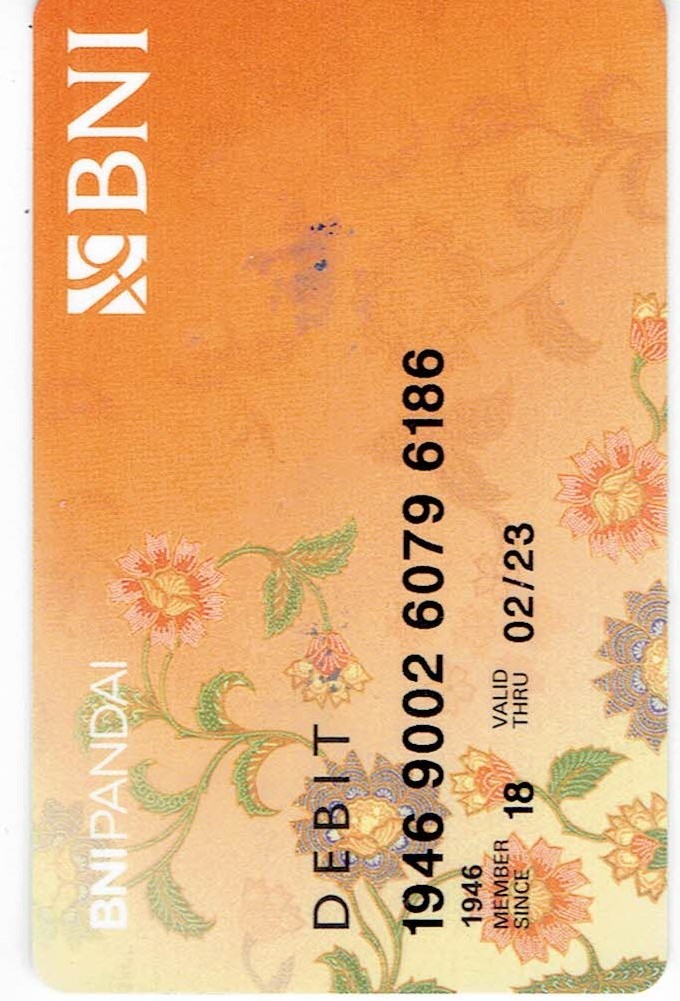 BNI PANDAI
BNI
DEBIT
1946 9002 6079 6186
1946
MEMBER SINCE 18 VALID THRU 02/23